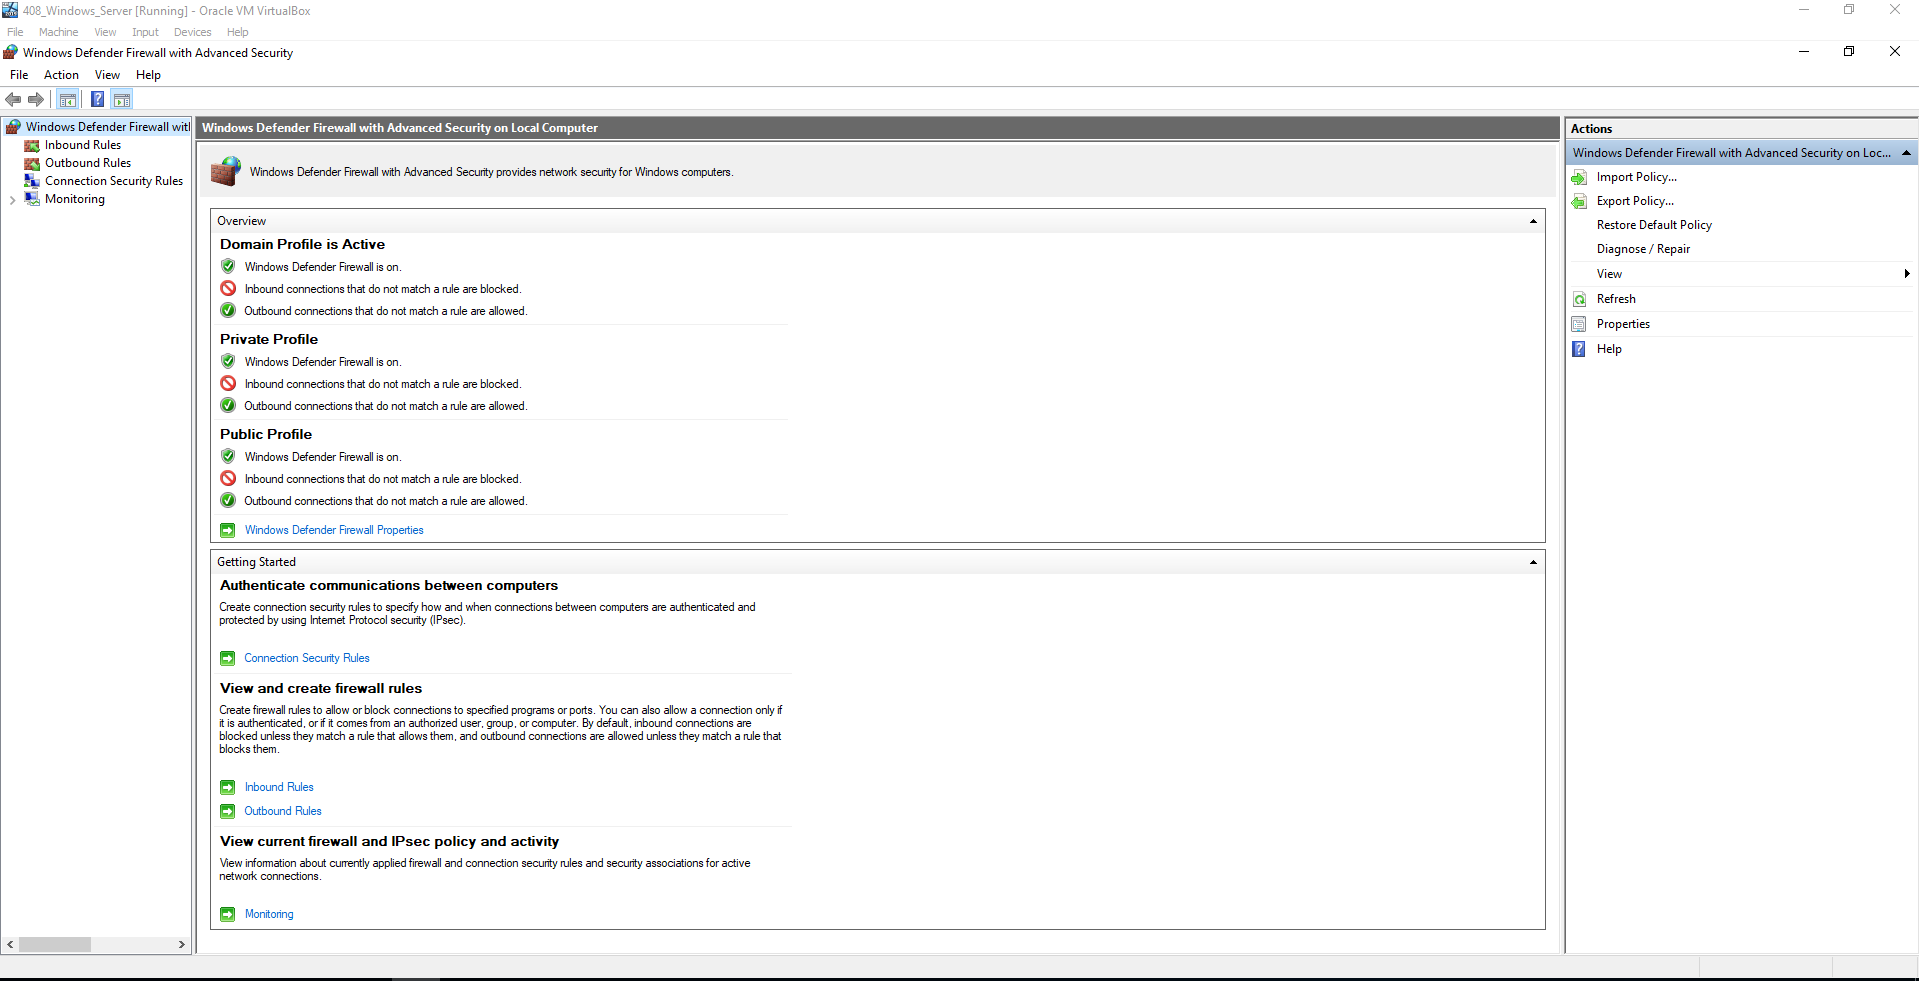 408_Windows_Server [Running] - Oracle VM VirtualBox
File Machine View Input Devices Help
Windows Defender Firewall with Advanced Security
File Action View Help
Windows Defender Firewall wit
Inbound Rules
Outbound Rules
Connection Security Rules
Monitoring
Windows Defender Firewall with Advanced Security on Local Computer
Windows Defender Firewall with Advanced Security provides network security for Windows computers.
Overview
Domain Profile is Active
Windows Defender Firewall is on.
Inbound connections that do not match a rule are blocked.
Outbound connections that do not match a rule are allowed.
Private Profile
Windows Defender Firewall is on.
Inbound connections that do not match a rule are blocked.
Outbound connections that do not match a rule are allowed.
Public Profile
Windows Defender Firewall is on.
Inbound connections that do not match a rule are blocked.
Outbound connections that do not match a rule are allowed.
Windows Defender Firewall Properties
Getting Started
Authenticate communications between computers
Create connection security rules to specify how and when connections between computers are authenticated and
protected by using Internet Protocol security (IPsec).
Connection Security Rules
View and create firewall rules
Create firewall rules to allow or block connections to specified programs or ports. You can also allow a connection only if
it is authenticated, or if it comes from an authorized user, group, or computer. By default, inbound connections are
blocked unless they match a rule that allows them, and outbound connections are allowed unless they match a rule that
blocks them.
Inbound Rules
Outbound Rules
View current firewall and IPsec policy and activity
View information about currently applied firewall and connection security rules and security associations for active
network connections.
Monitoring
Actions
Windows Defender Firewall with Advanced Security on Loc...
Import Policy...
Export Policy...
Restore Default Policy
Diagnose / Repair
View
Refresh
Properties
Help